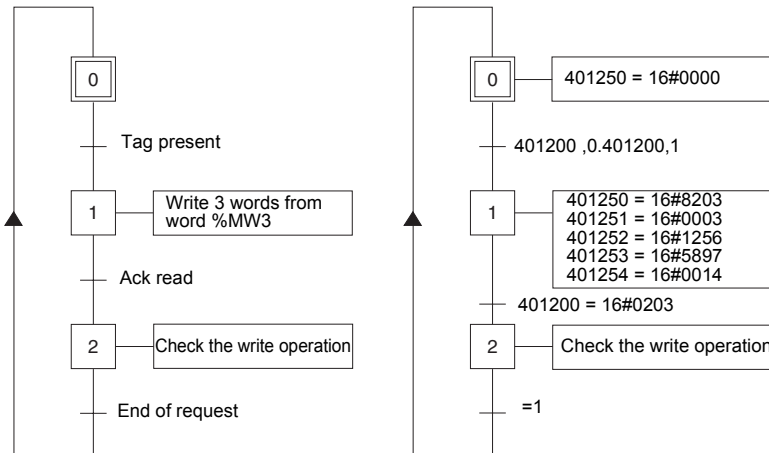 0
Tag present
1
Write 3 words from
word %MW3
Ack read
2
Check the write operation
End of request
0
401250 = 16#0000
401200 ,0.401200,1
1
401250 = 16#8203
401251 = 16#0003
401252 = 16#1256
401253 = 16#5897
401254 = 16#0014
401200 = 16#0203
2
Check the write operation
=1